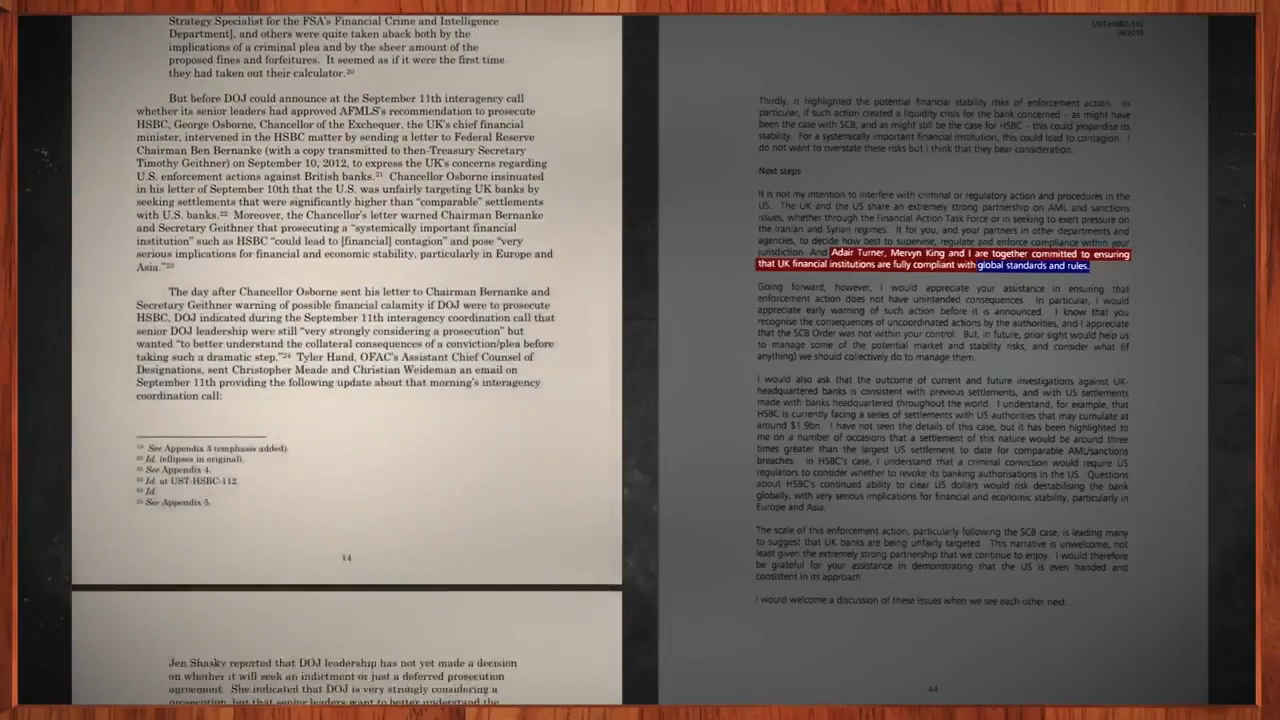 Strategy Specialist for the FSA's Financial Crime and Intelligence
Department], and others were quite taken aback both by the
implications of a criminal plea and by the sheer amount of the
proposed fines and forfeitures. It seemed as if it were the first time
they had taken out their calculator.20
But before DOJ could announce at the September 11th interagency call
whether its senior leaders had approved AFMLS's recommendation to prosecute
HSBC, George Osborne, Chancellor of the Exchequer, the UK's chief financial
minister, intervened in the HSBC matter by sending a letter to Federal Reserve
Chairman Ben Bernanke (with a copy transmitted to then-Treasury Secretary
Timothy Geithner) on September 10, 2012, to express the UK's concerns regarding
U.S. enforcement actions against British banks.21 Chancellor Osborne insinuated
in his letter of September 10th that the U.S. was unfairly targeting UK banks by
seeking settlements that were significantly higher than "comparable" settlements
with U.S. banks.22 Moreover, the Chancellor's letter warned Chairman Bernanke
and Secretary Geithner that prosecuting a "systemically important financial
institution" such as HSBC "could lead to [financial] contagion" and pose "very
serious implications for financial and economic stability, particularly in Europe and
Asia."23
The day after Chancellor Osborne sent his letter to Chairman Bernanke and
Secretary Geithner warning of possible financial calamity if DOJ were to prosecute
HSBC, DOJ indicated during the September 11th interagency coordination call that
senior DOJ leadership were still "very strongly considering a prosecution" but
wanted "to better understand the collateral consequences of a conviction/plea before
taking such a dramatic step."24 Tyler Hand, OFAC's Assistant Chief Counsel of
Designations, sent Christopher Meade and Christian Weideman an email on
September 11th providing the following update about that morning's interagency
coordination call:
19 See Appendix 3 (emphasis added).
20 Id. (ellipses in original).
21 See Appendix 4.
22 Id. at UST-HSBC-112.
23 Id.
24 See Appendix 5.
14
Jen Shasky reported that DOJ leadership has not yet made a decision
on whether it will seek an indictment or just a deferred prosecution
agreement. She indicated that DOJ is very strongly considering a
prosecution, but that senior leaders want to better understand the
UST-HSBC-112
06/2015
Thirdly, it highlighted the potential financial stability risks of enforcement action. In
particular, if such action created a liquidity crisis for the bank concerned – as might have
been the case with SCB, and as might still be the case for HSBC – this could jeopardise its
stability. For a systemically important financial institution, this could lead to contagion. I
do not want to overstate these risks but I think that they bear consideration.
Next steps
It is not my intention to interfere with criminal or regulatory action and procedures in the
US. The UK and the US share an extremely strong partnership on AML and sanctions
issues, whether through the Financial Action Task Force or in seeking to exert pressure on
the Iranian and Syrian regimes. It for you, and your partners in other departments and
agencies, to decide how best to supervise, regulate and enforce compliance within your
jurisdiction. And Adair Turner, Mervyn King and I are together committed to ensuring
that UK financial institutions are fully compliant with global standards and rules.
Going forward, however, I would appreciate your assistance in ensuring that
enforcement action does not have unintended consequences. In particular, I would
appreciate early warning of such action before it is announced. I know that you
recognise the consequences of uncoordinated actions by the authorities, and I appreciate
that the SCB Order was not within your control. But, in future, prior sight would help us
to manage some of the potential market and stability risks, and consider what (if
anything) we should collectively do to manage them.
I would also ask that the outcome of current and future investigations against UK-
headquartered banks is consistent with previous settlements, and with US settlements
made with banks headquartered throughout the world. I understand, for example, that
HSBC is currently facing a series of settlements with US authorities that may cumulate at
around $1.9bn. I have not seen the details of this case, but it has been highlighted to
me on a number of occasions that a settlement of this nature would be around three
times greater than the largest US settlement to date for comparable AML/sanctions
breaches. In HSBC's case, I understand that a criminal conviction would require US
regulators to consider whether to revoke its banking authorisations in the US. Questions
about HSBC's continued ability to clear US dollars would risk destabilising the bank
globally, with very serious implications for financial and economic stability, particularly in
Europe and Asia.
The scale of this enforcement action, particularly following the SCB case, is leading many
to suggest that UK banks are being unfairly targeted. This narrative is unwelcome, not
least given the extremely strong partnership that we continue to enjoy. I would therefore
be grateful for your assistance in demonstrating that the US is even handed and
consistent in its approach
I would welcome a discussion of these issues when we see each other next
44